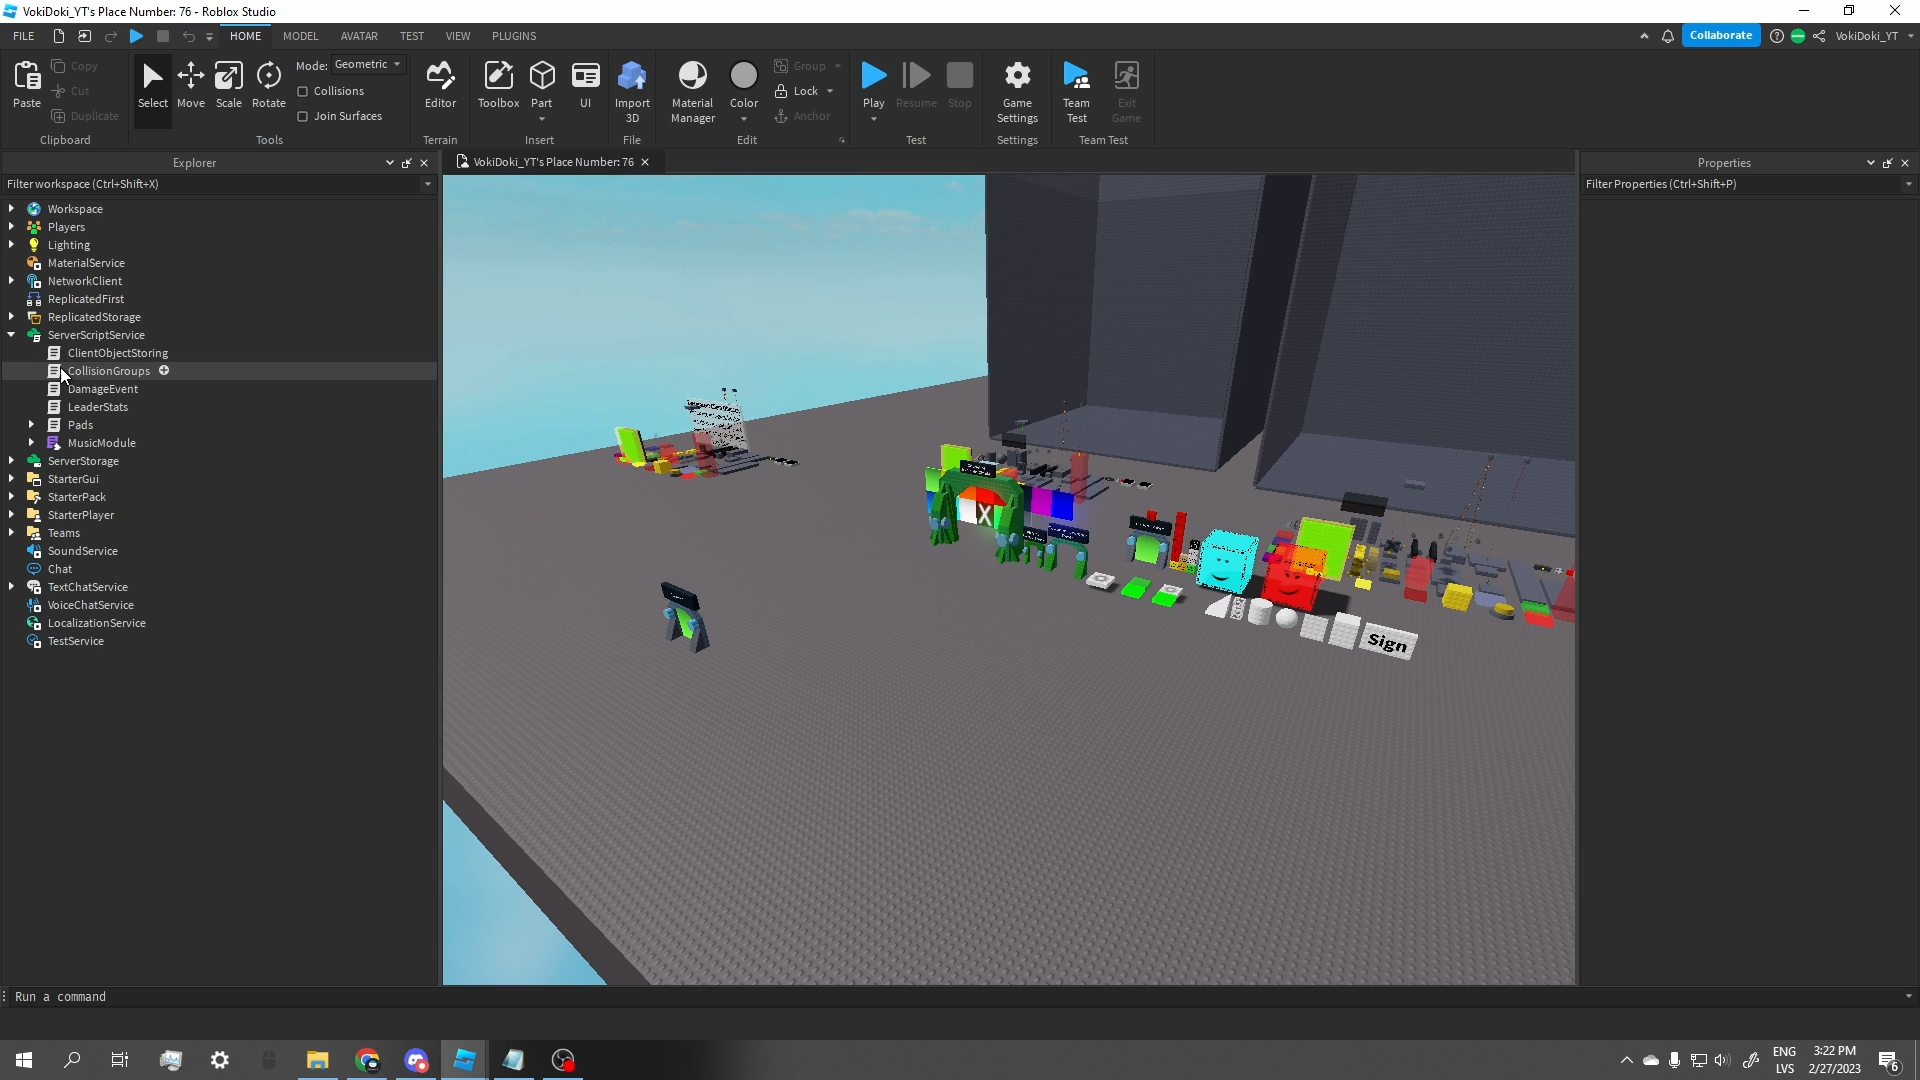 VokiDoki_YT's Place Number: 76 - Roblox Studio
FILE
HOME
MODEL
AVATAR
TEST
VIEW
PLUGINS
Collaborate
VokiDoki_YT
Paste
Copy
Cut
Duplicate
Clipboard
Select
Move
Scale
Rotate
Mode: Geometric
Collisions
Join Surfaces
Tools
Editor
Terrain
Toolbox
Part
UI
Insert
Import
3D
File
Material
Manager
Color
Group
Lock
Anchor
Edit
Play
Resume
Stop
Test
Game
Settings
Settings
Team
Test
Exit
Game
Team Test
Explorer
Filter workspace (Ctrl+Shift+X)
Workspace
Players
Lighting
MaterialService
NetworkClient
ReplicatedFirst
ReplicatedStorage
ServerScriptService
ClientObjectStoring
CollisionGroups
DamageEvent
LeaderStats
Pads
MusicModule
ServerStorage
StarterGui
StarterPack
StarterPlayer
Teams
SoundService
Chat
TextChatService
VoiceChatService
LocalizationService
TestService
VokiDoki_YT's Place Number: 76
X
Sign
Properties
Filter Properties (Ctrl+Shift+P)
Run a command
ENG
LVS
3:22 PM
2/27/2023
6